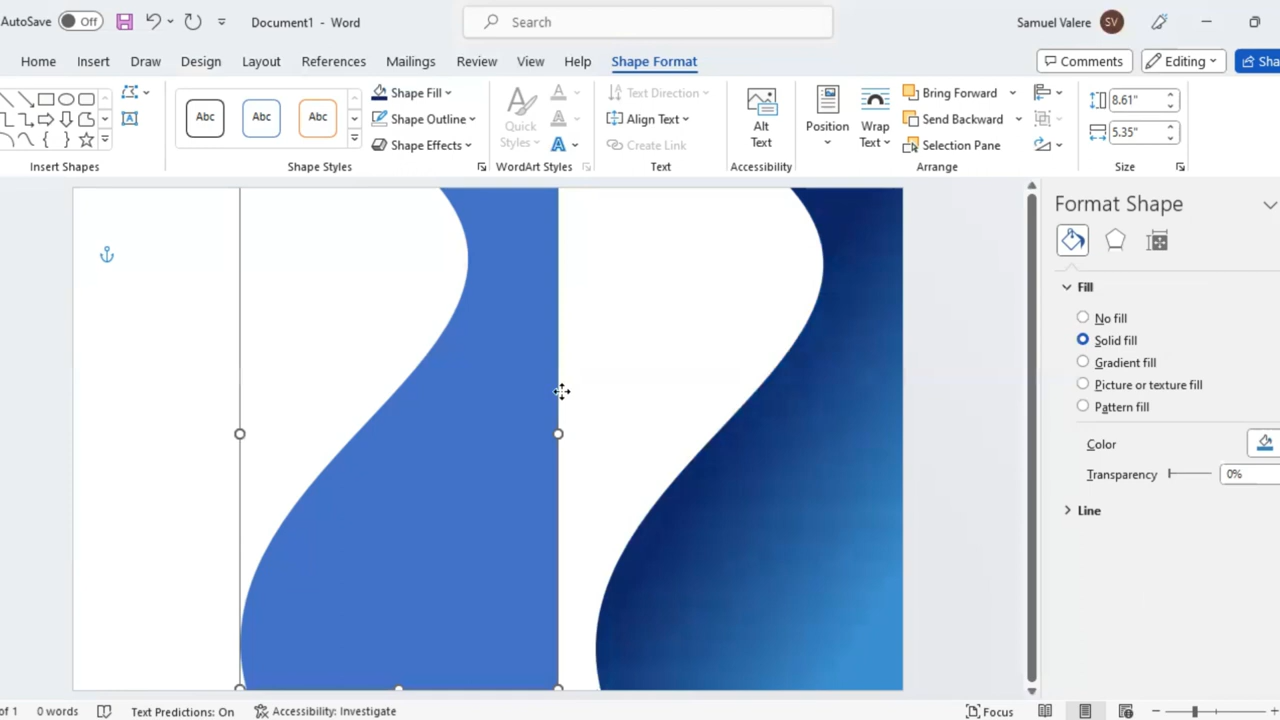 AutoSave Off Document1 - Word Search Samuel Valere SV
Home Insert Draw Design Layout References Mailings Review View Help Shape Format Comments Editing Sha
Abc Abc Abc
Shape Fill
Shape Outline
Shape Effects
Quick
Styles
Text Direction
Align Text
Create Link
Alt
Text
Position
Wrap
Text
Bring Forward
Send Backward
Selection Pane
8.61"
5.35"
Insert Shapes Shape Styles WordArt Styles Text Accessibility Arrange Size
Format Shape
Fill
No fill
Solid fill
Gradient fill
Picture or texture fill
Pattern fill
Color
Transparency 0%
Line
of 1 0 words Text Predictions: On Accessibility: Investigate Focus